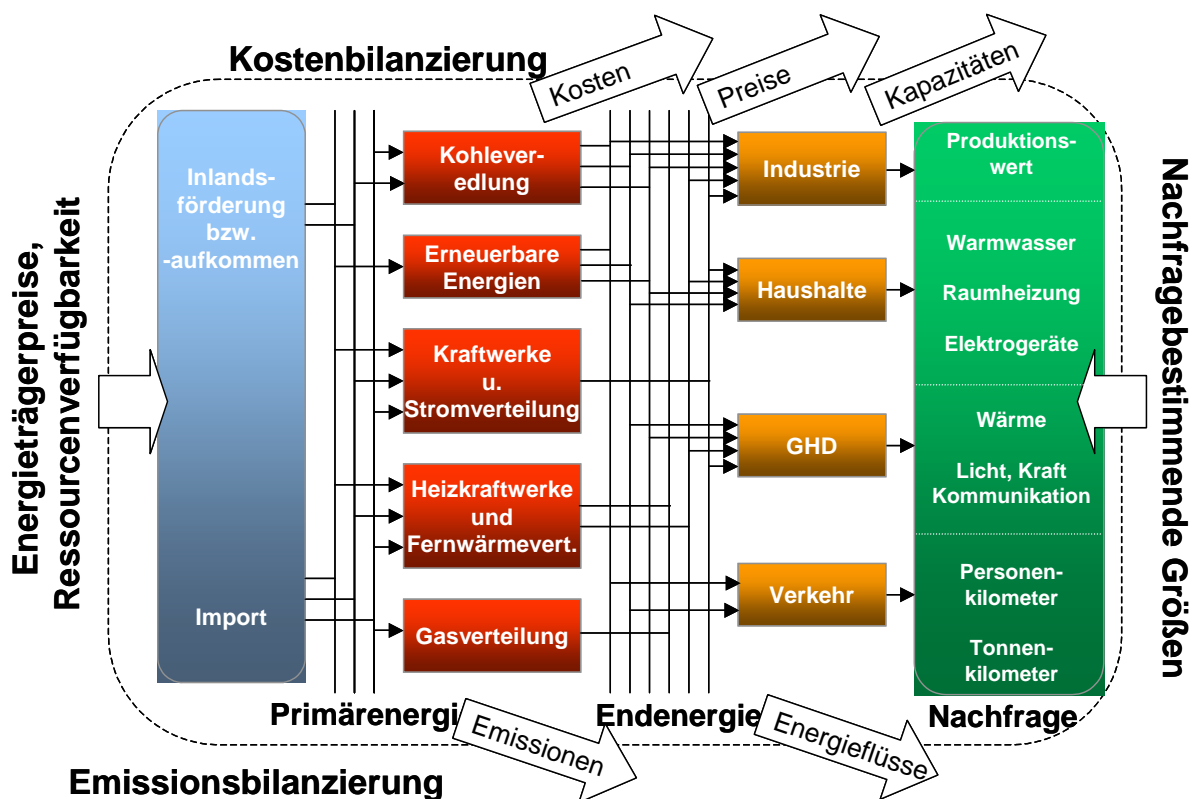 Kostenbilanzierung
Kosten
Preise
Kapazitäten
Energieträgerpreise,
Ressourcenverfügbarkeit
Inlands-
förderung
bzw.
-aufkommen
Import
Kohlever-
edlung
Erneuerbare
Energien
Kraftwerke
u.
Stromverteilung
Heizkraftwerke
und
Fernwärmevert.
Gasverteilung
Industrie
Haushalte
GHD
Verkehr
Produktions-
wert
Warmwasser
Raumheizung
Elektrogeräte
Wärme
Licht, Kraft
Kommunikation
Personen-
kilometer
Tonnen-
kilometer
Nachfragebestimmende Größen
Primärenergi
Endenergie
Nachfrage
Emissionen
Energieflüsse
Emissionsbilanzierung